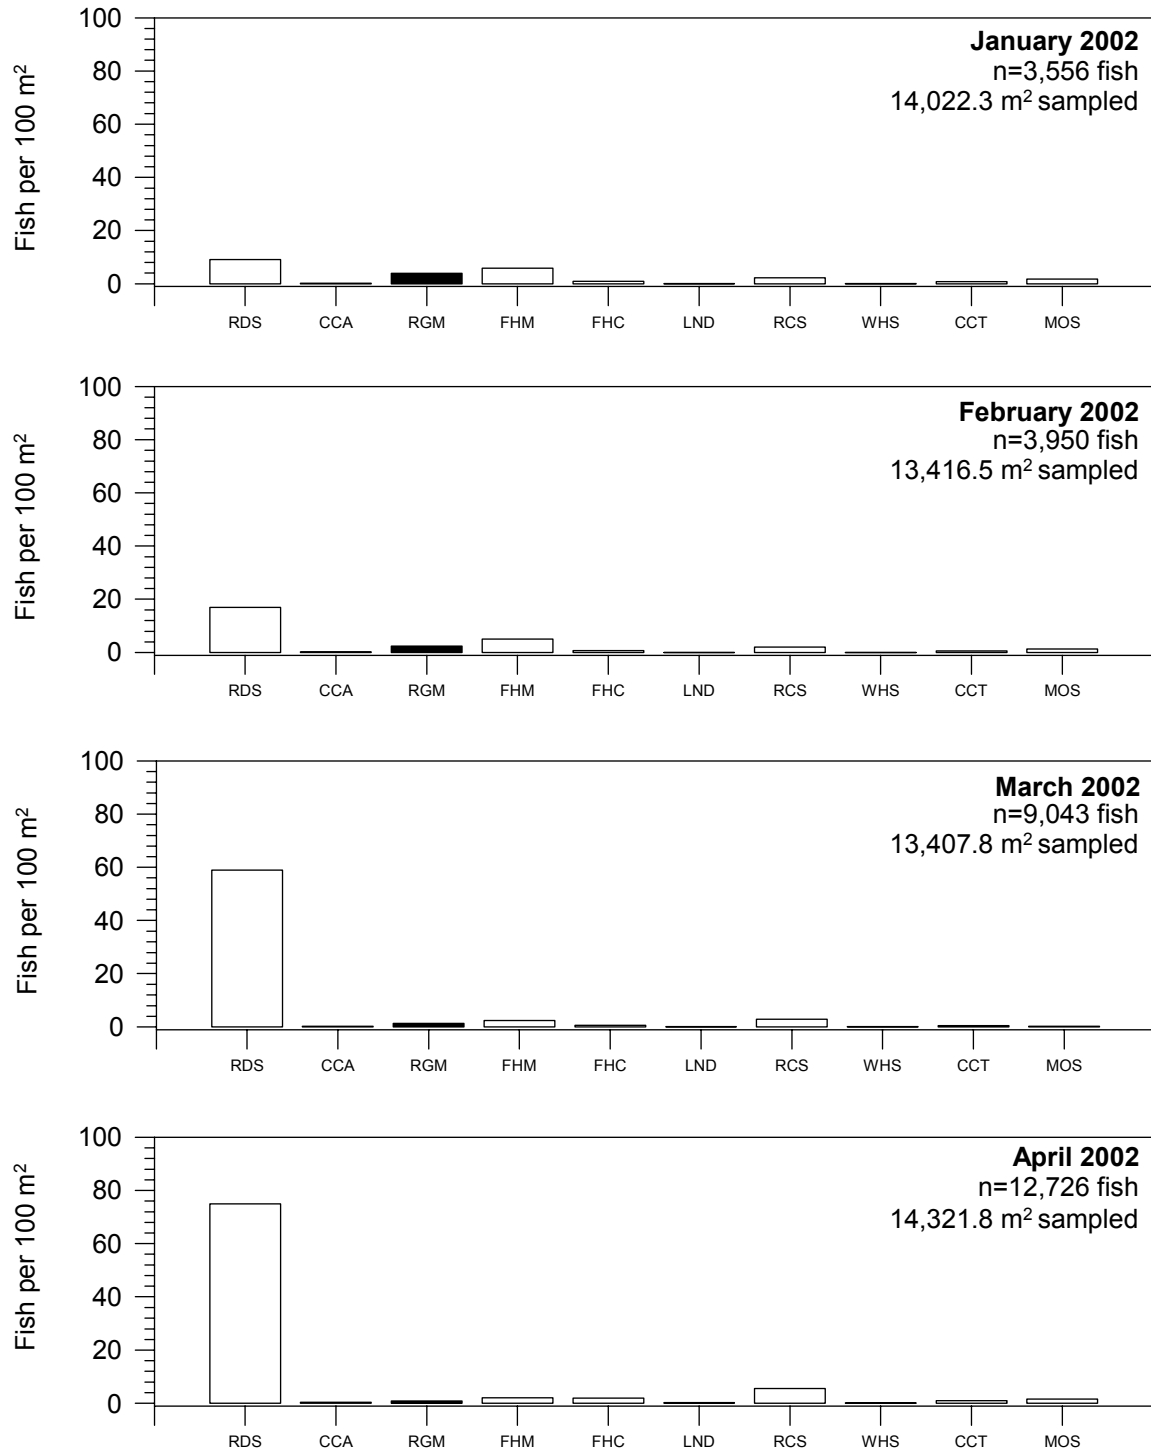 January 2002
n=3,556 fish
14,022.3 m² sampled
Fish per 100 m²
100
80
60
40
20
0
RDS CCA RGM FHM FHC LND RCS WHS CCT MOS
February 2002
n=3,950 fish
13,416.5 m² sampled
Fish per 100 m²
100
80
60
40
20
0
RDS CCA RGM FHM FHC LND RCS WHS CCT MOS
March 2002
n=9,043 fish
13,407.8 m² sampled
Fish per 100 m²
100
80
60
40
20
0
RDS CCA RGM FHM FHC LND RCS WHS CCT MOS
April 2002
n=12,726 fish
14,321.8 m² sampled
Fish per 100 m²
100
80
60
40
20
0
RDS CCA RGM FHM FHC LND RCS WHS CCT MOS